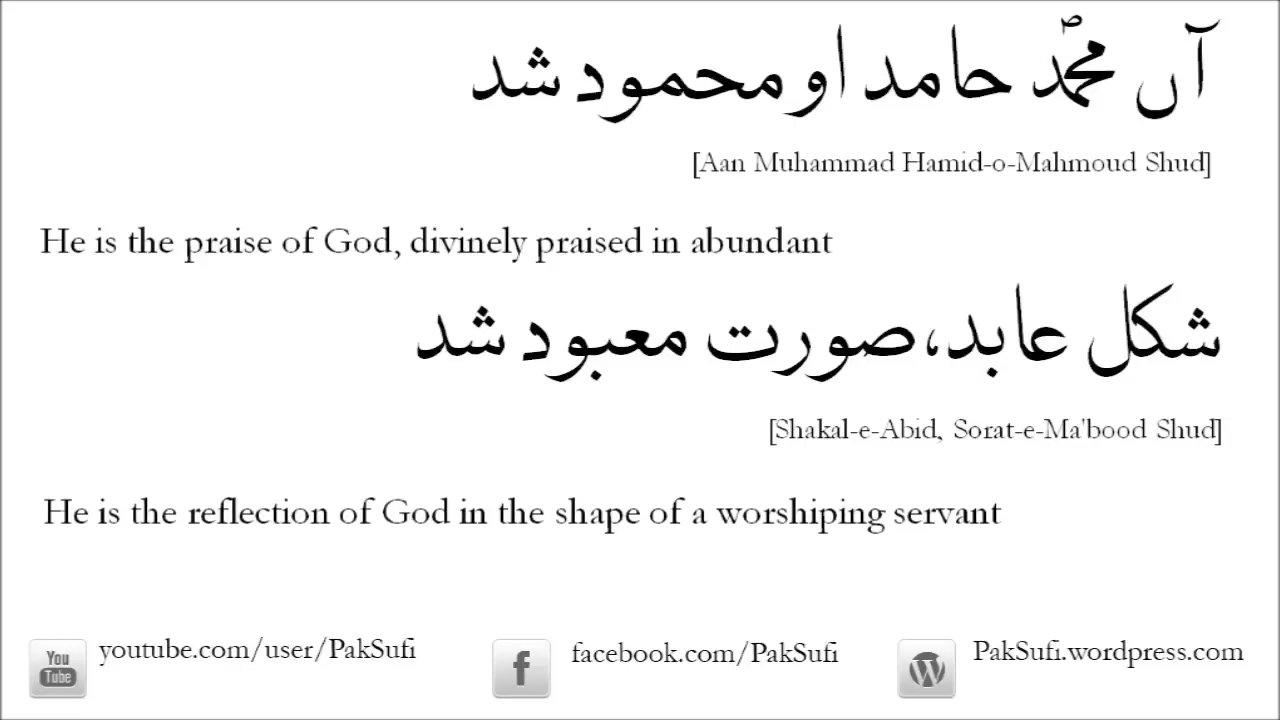 آں محمدؐ حامد او محمود شد
[Aan Muhammad Hamid-o-Mahmoud Shud]
He is the praise of God, divinely praised in abundant
شکل عابد، صورت معبود شد
[Shakal-e-Abid, Sorat-e-Ma'bood Shud]
He is the reflection of God in the shape of a worshiping servant
You Tube youtube.com/user/PakSufi
f facebook.com/PakSufi
W PakSufi.wordpress.com